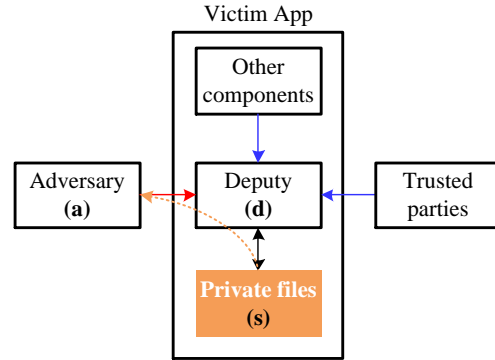 Victim App
Other
components
Adversary
(a)
Deputy
(d)
Trusted
parties
Private files
(s)